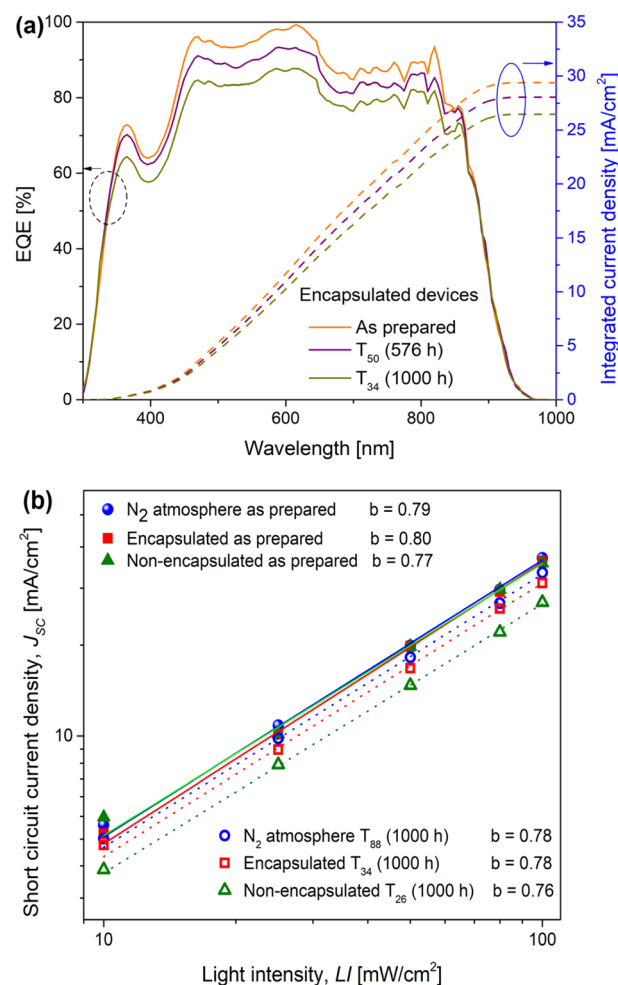 (a)
100
80
60
40
20
0
EQE [%]
35
30
25
20
15
10
5
0
Integrated current density [mA/cm²]
Encapsulated devices
As prepared
T₅₀ (576 h)
T₃₄ (1000 h)
400
600
800
1000
Wavelength [nm]
(b)
N₂ atmosphere as prepared b = 0.79
Encapsulated as prepared b = 0.80
Non-encapsulated as prepared b = 0.77
Short circuit current density, J_SC [mA/cm²]
10
N₂ atmosphere T₈₈ (1000 h) b = 0.78
Encapsulated T₃₄ (1000 h) b = 0.78
Non-encapsulated T₂₆ (1000 h) b = 0.76
10
100
Light intensity, LI [mW/cm²]